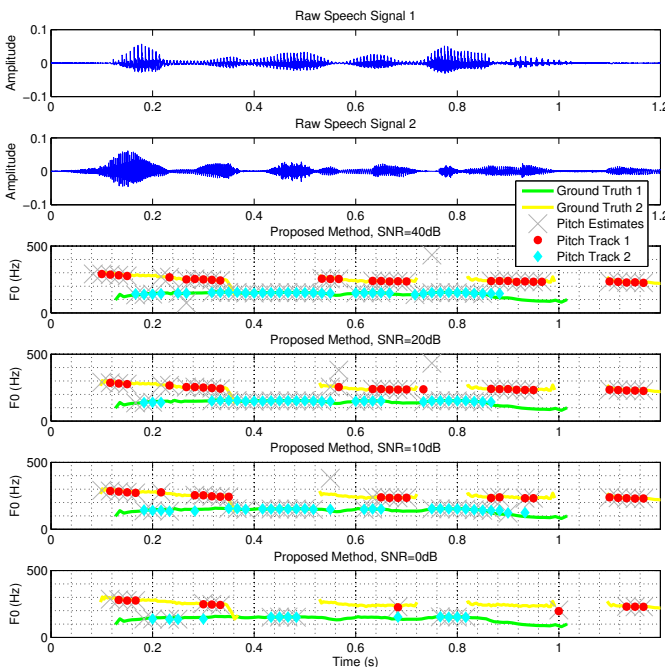 Raw Speech Signal 1
Amplitude
0.1
0
−0.1
0 0.2 0.4 0.6 0.8 1 1.2
Raw Speech Signal 2
Amplitude
0.1
0
−0.1
0 0.2 0.4 0.6 0.8 1 1.2
Ground Truth 1
Ground Truth 2
Pitch Estimates
Pitch Track 1
Pitch Track 2
Proposed Method, SNR=40dB
F0 (Hz)
500
0
0 0.2 0.4 0.6 0.8 1
Proposed Method, SNR=20dB
F0 (Hz)
500
0
0 0.2 0.4 0.6 0.8 1
Proposed Method, SNR=10dB
F0 (Hz)
500
0
0 0.2 0.4 0.6 0.8 1
Proposed Method, SNR=0dB
F0 (Hz)
500
0
0 0.2 0.4 0.6 0.8 1
Time (s)